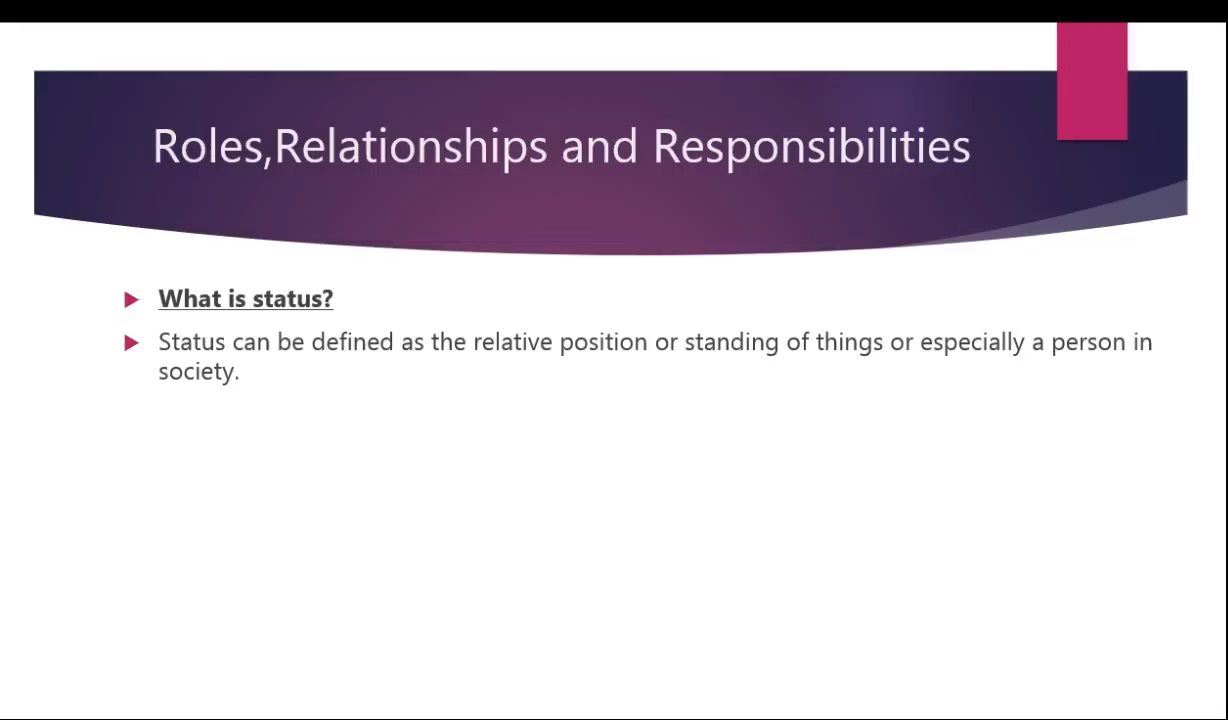 Roles,Relationships and Responsibilities
What is status?
Status can be defined as the relative position or standing of things or especially a person in
society.